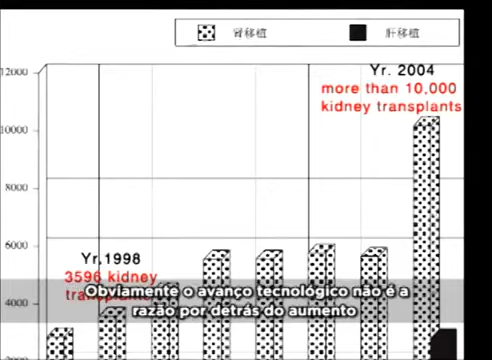 肾移植
肝移植
12000
Yr. 2004
more than 10,000
kidney transplants
10000
8000
6000
Yr.1998
3596 kidney
Obviamente o avanço tecnológico não é a
razão por detrás do aumento
4000